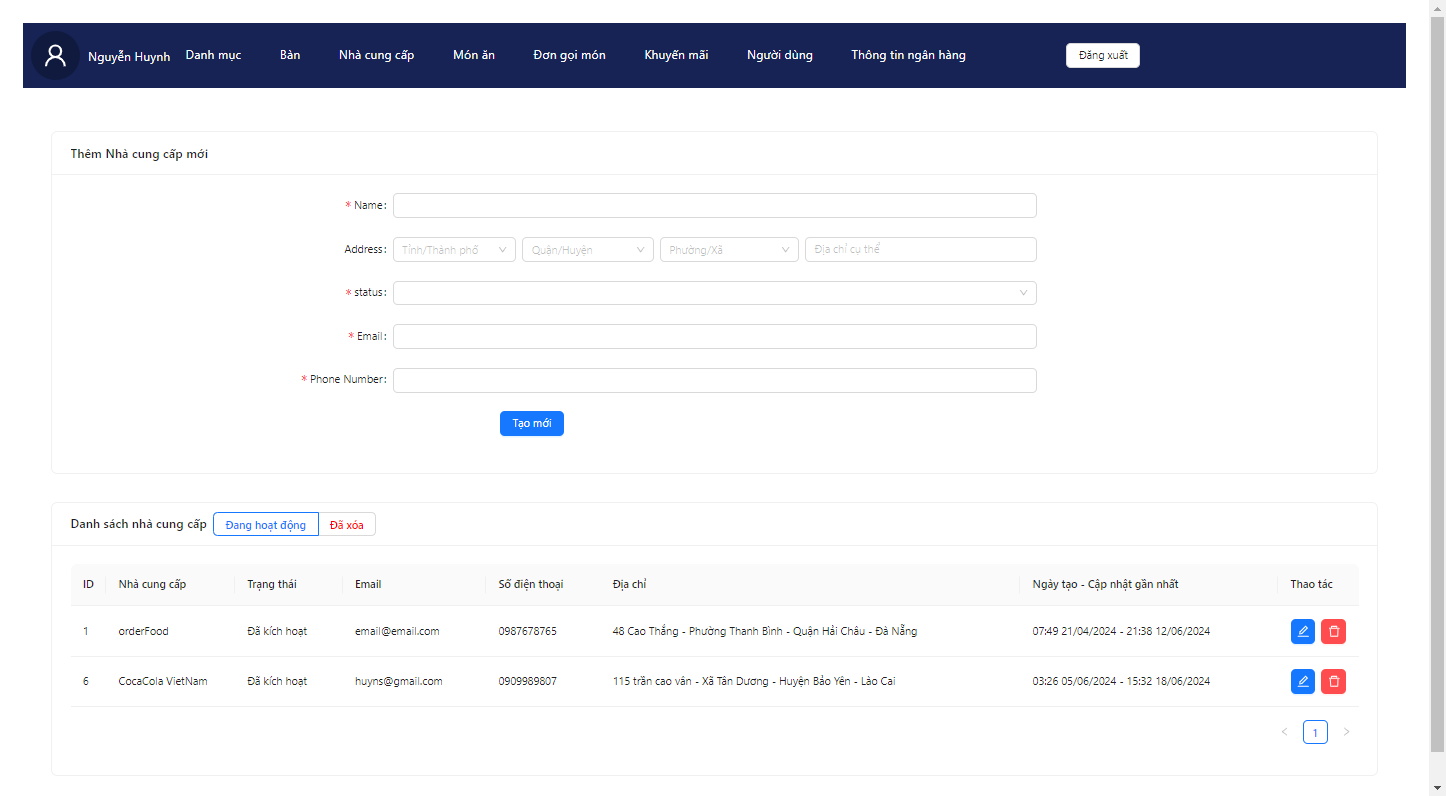 Nguyễn Huynh Danh mục Bàn Nhà cung cấp Món ăn Đơn gọi món Khuyến mãi Người dùng Thông tin ngân hàng Đăng xuất
Thêm Nhà cung cấp mới
* Name:
Address: Tỉnh/Thành phố Quận/Huyện Phường/Xã Địa chỉ cụ thể
* status:
* Email:
* Phone Number:
Tạo mới
Danh sách nhà cung cấp Đang hoạt động Đã xóa
ID Nhà cung cấp Trạng thái Email Số điện thoại Địa chỉ Ngày tạo - Cập nhật gần nhất Thao tác
1 orderFood Đã kích hoạt email@email.com 0987678765 48 Cao Thắng - Phường Thanh Bình - Quận Hải Châu - Đà Nẵng 07:49 21/04/2024 - 21:38 12/06/2024
6 CocaCola VietNam Đã kích hoạt huyns@gmail.com 0909989807 115 trần cao vân - Xã Tân Dương - Huyện Bảo Yên - Lào Cai 03:26 05/06/2024 - 15:32 18/06/2024
< 1 >